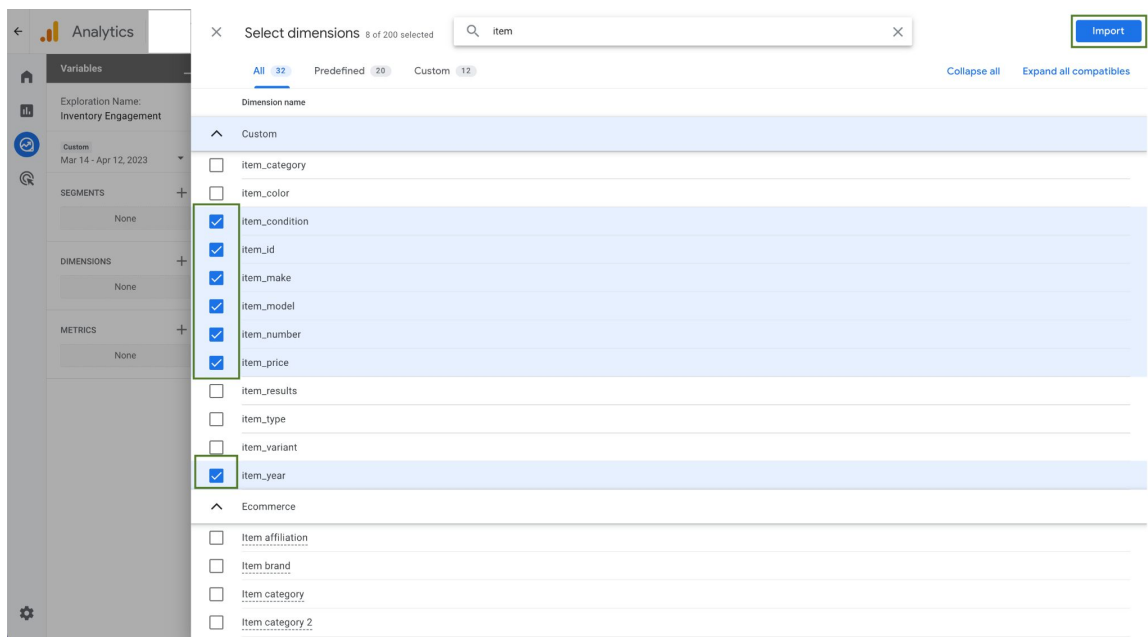 Analytics
Select dimensions 8 of 200 selected
item
Import
Variables
All 32 Predefined 20 Custom 12
Collapse all Expand all compatibles
Exploration Name:
Inventory Engagement
Dimension name
Custom
Custom
Mar 14 - Apr 12, 2023
item_category
SEGMENTS
item_color
None
item_condition
item_id
DIMENSIONS
item_make
None
item_model
METRICS
item_number
None
item_price
item_results
item_type
item_variant
item_year
Ecommerce
Item affiliation
Item brand
Item category
Item category 2